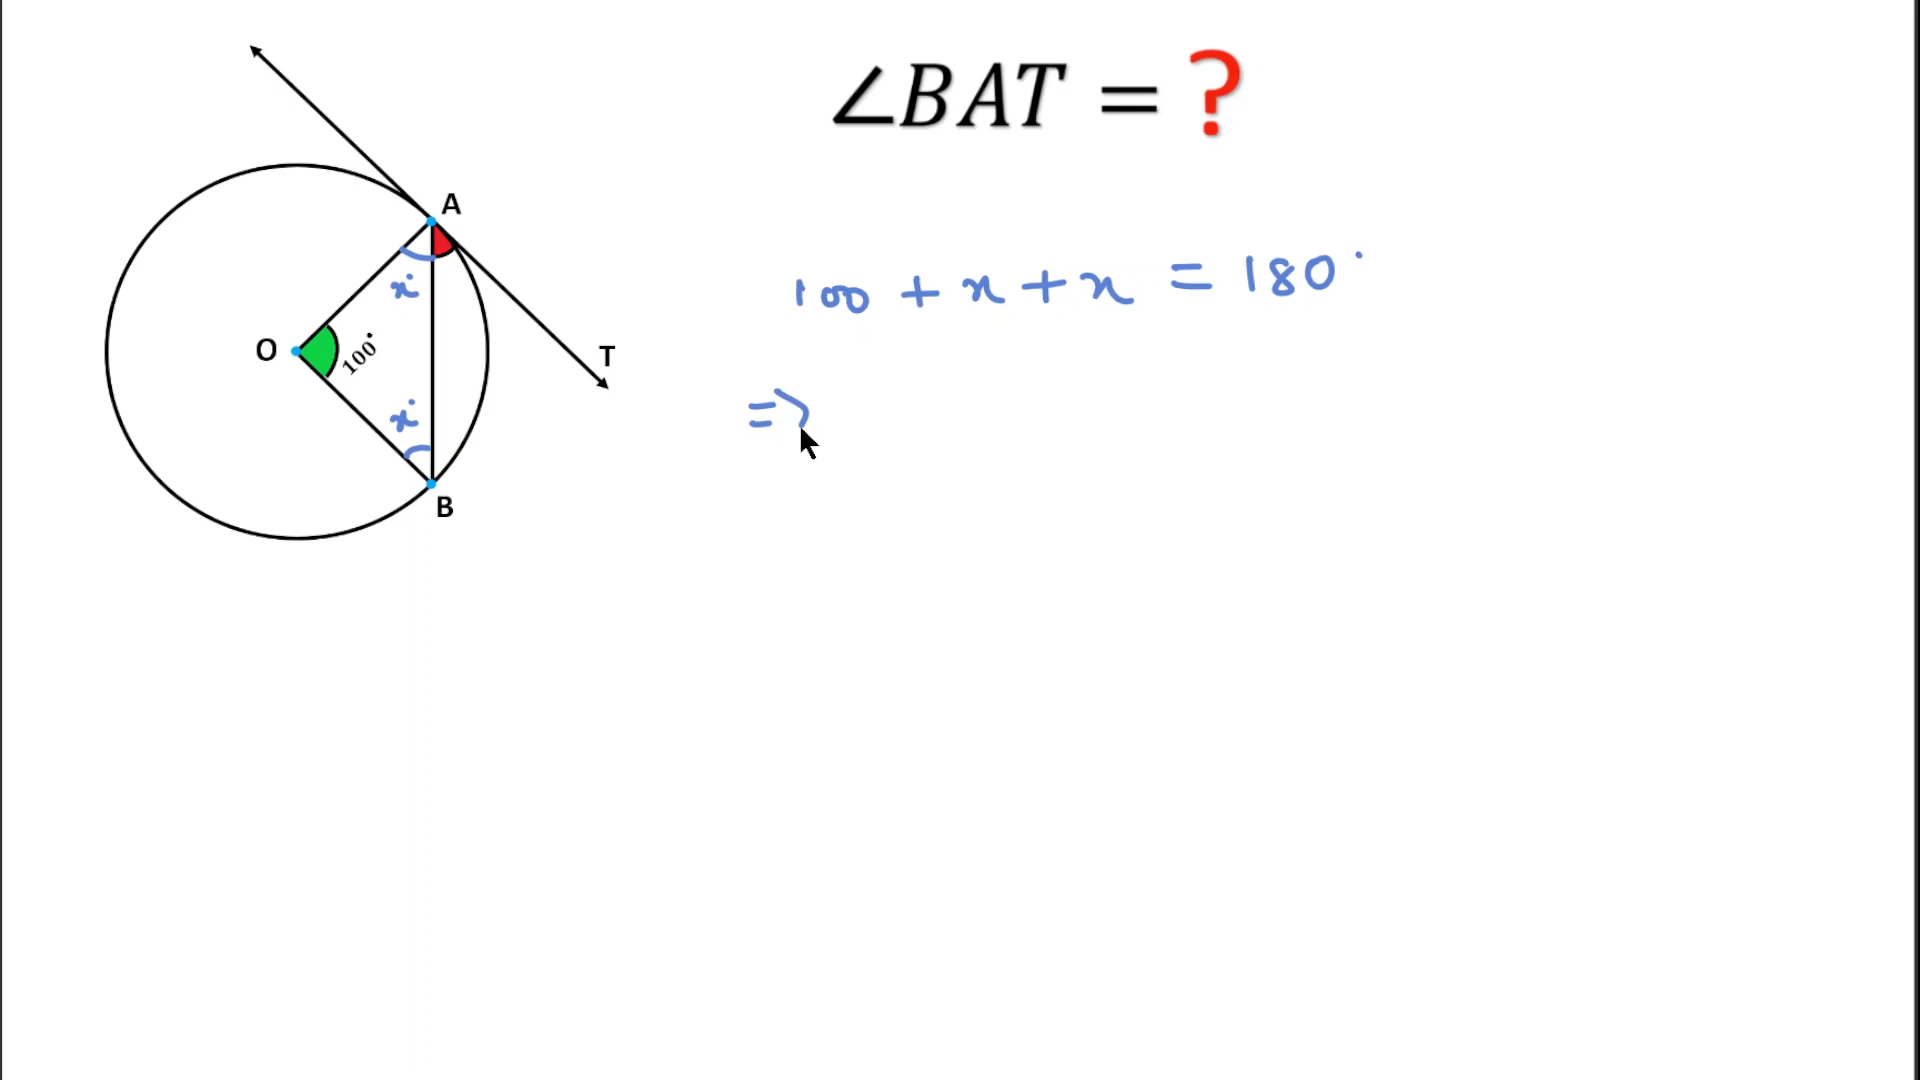 ∠BAT = ?
A
O
100°
x°
x°
T
B
100 + x + x = 180°
=>